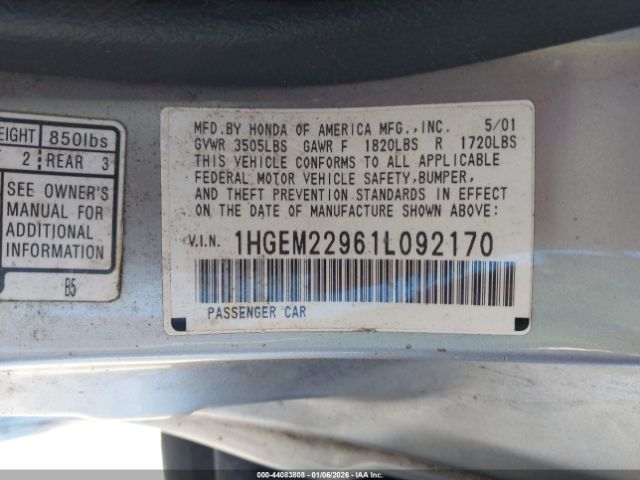 EIGHT 850lbs
2 REAR 3
SEE OWNER'S
MANUAL FOR
ADDITIONAL
INFORMATION
B5
MFD.BY HONDA OF AMERICA MFG.,INC. 5/01
GVWR 3505LBS GAWR F 1820LBS R 1720LBS
THIS VEHICLE CONFORMS TO ALL APPLICABLE
FEDERAL MOTOR VEHICLE SAFETY,BUMPER,
AND THEFT PREVENTION STANDARDS IN EFFECT
ON THE DATE OF MANUFACTURE SHOWN ABOVE:
V.I.N. 1HGEM22961L092170
PASSENGER CAR
000-44083808 - 01/06/2026 - IAA Inc.